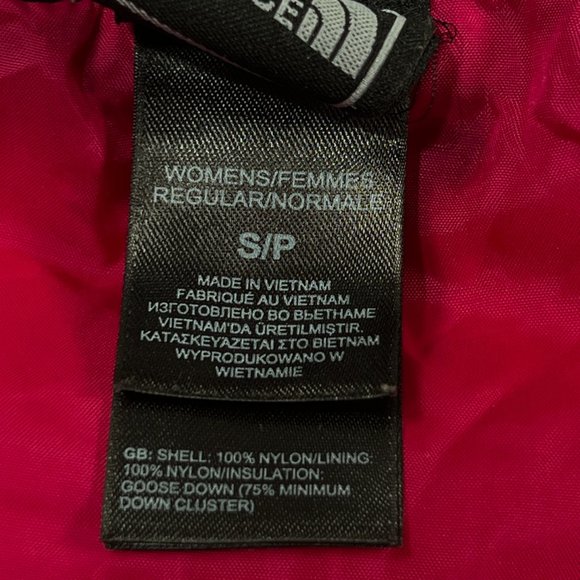 WOMENS/FEMMES
REGULAR/NORMALE
S/P
MADE IN VIETNAM
FABRIQUÉ AU VIETNAM
ИЗГОТОВЛЕНО ВО ВЬЕТНАМЕ
VIETNAM'DA ÜRETILMIŞTIR.
ΚΑΤΑΣΚΕΥΑΖΕΤΑΙ ΣΤΟ ΒΙΕΤΝΑΜ
WYPRODUKOWANO W
WIETNAMIE
GB: SHELL: 100% NYLON/LINING:
100% NYLON/INSULATION:
GOOSE DOWN (75% MINIMUM
DOWN CLUSTER)